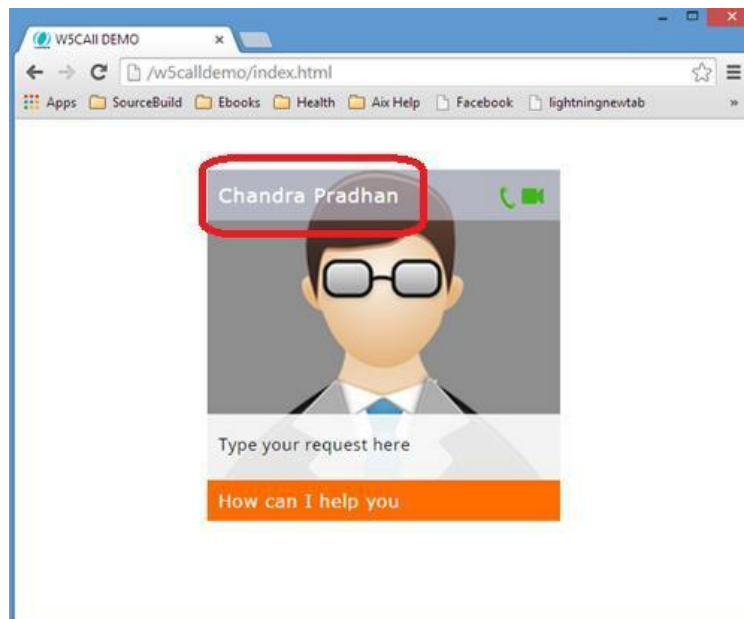 W5CAll DEMO
/w5calldemo/index.html
Apps SourceBuild Ebooks Health Aix Help Facebook lightningnewtab »
Chandra Pradhan
Type your request here
How can I help you